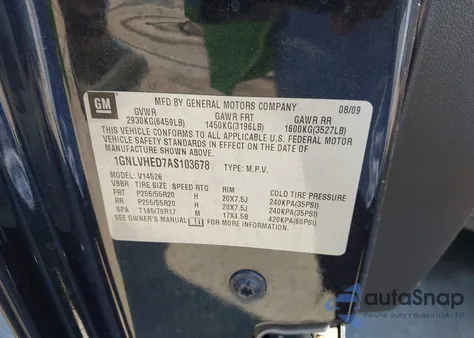 GM
MFD BY GENERAL MOTORS COMPANY 08/09
GVWR GAWR FRT GAWR RR
2930KG(6459LB) 1450KG(3196LB) 1600KG(3527LB)
THIS VEHICLE CONFORMS TO ALL APPLICABLE U.S. FEDERAL MOTOR
VEHICLE SAFETY STANDARDS IN EFFECT ON THE DATE OF
MANUFACTURE SHOWN ABOVE.
1GNLVHED7AS103678 TYPE: M.P.V.
MODEL: V14526
VBBR TIRE SIZE SPEED RTG RIM COLD TIRE PRESSURE
FRT P255/55R20 H 20X7.5J 240KPA(35PSI)
RR P255/55R20 H 20X7.5J 240KPA(35PSI)
SPA T145/70R17 M 17X4.5B 420KPA(60PSI)
SEE OWNER'S MANUAL FOR MORE INFORMATION.
autoSnap